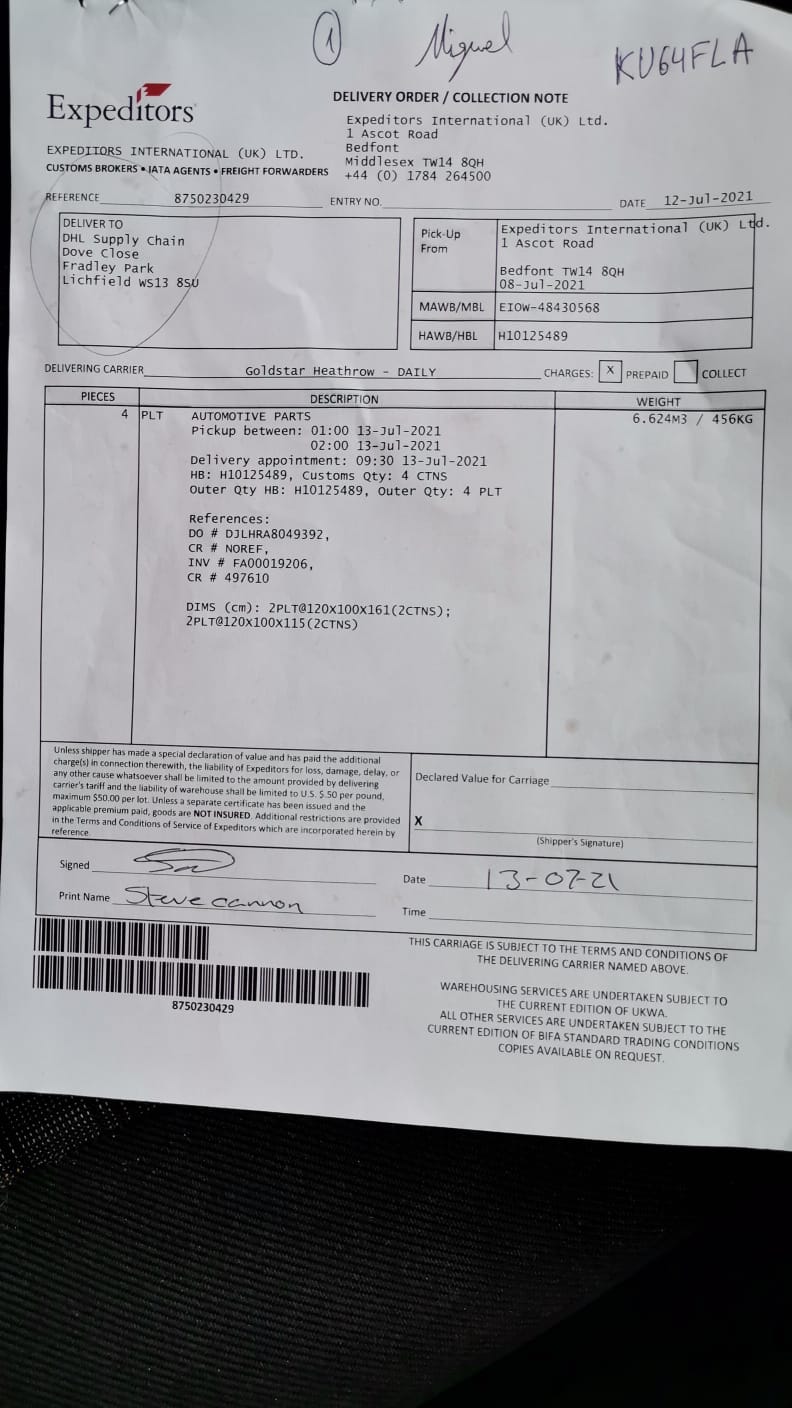 1 Miguel KU64FLA
Expeditors
DELIVERY ORDER / COLLECTION NOTE
Expeditors International (UK) Ltd.
1 Ascot Road
Bedfont
Middlesex TW14 8QH
+44 (0) 1784 264500
EXPEDITORS INTERNATIONAL (UK) LTD.
CUSTOMS BROKERS • IATA AGENTS • FREIGHT FORWARDERS
REFERENCE 8750230429 ENTRY NO. DATE 12-Jul-2021
DELIVER TO
DHL Supply Chain
Dove Close
Fradley Park
Lichfield WS13 8SU
Pick-Up From
Expeditors International (UK) Ltd.
1 Ascot Road
Bedfont TW14 8QH
08-Jul-2021
MAWB/MBL EIOW-48430568
HAWB/HBL H10125489
DELIVERING CARRIER Goldstar Heathrow - DAILY CHARGES: X PREPAID COLLECT
PIECES DESCRIPTION WEIGHT
4 PLT AUTOMOTIVE PARTS 6.624M3 / 456KG
Pickup between: 01:00 13-Jul-2021
02:00 13-Jul-2021
Delivery appointment: 09:30 13-Jul-2021
HB: H10125489, Customs Qty: 4 CTNS
Outer Qty HB: H10125489, Outer Qty: 4 PLT
References:
DO # DJLHRA8049392,
CR # NOREF,
INV # FA00019206,
CR # 497610
DIMS (cm): 2PLT@120X100X161(2CTNS);
2PLT@120X100X115(2CTNS)
Unless shipper has made a special declaration of value and has paid the additional
charge(s) in connection therewith, the liability of Expeditors for loss, damage, delay, or
any other cause whatsoever shall be limited to the amount provided by delivering
carrier's tariff and the liability of warehouse shall be limited to U.S. $.50 per pound,
maximum $50.00 per lot. Unless a separate certificate has been issued and the
applicable premium paid, goods are NOT INSURED. Additional restrictions are provided
in the Terms and Conditions of Service of Expeditors which are incorporated herein by
reference.
Declared Value for Carriage
X
(Shipper's Signature)
Signed
Date 13-07-21
Print Name Steve cannon
Time
8750230429
THIS CARRIAGE IS SUBJECT TO THE TERMS AND CONDITIONS OF
THE DELIVERING CARRIER NAMED ABOVE.
WAREHOUSING SERVICES ARE UNDERTAKEN SUBJECT TO
THE CURRENT EDITION OF UKWA.
ALL OTHER SERVICES ARE UNDERTAKEN SUBJECT TO THE
CURRENT EDITION OF BIFA STANDARD TRADING CONDITIONS
COPIES AVAILABLE ON REQUEST.